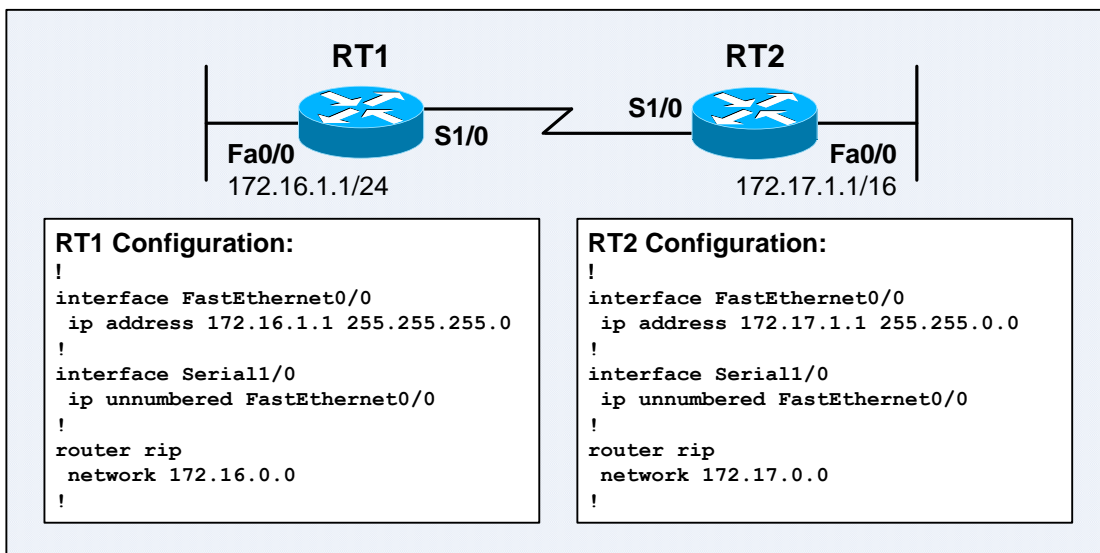 RT1
RT2
S1/0
S1/0
Fa0/0
172.16.1.1/24
Fa0/0
172.17.1.1/16
RT1 Configuration:
!
interface FastEthernet0/0
 ip address 172.16.1.1 255.255.255.0
!
interface Serial1/0
 ip unnumbered FastEthernet0/0
!
router rip
 network 172.16.0.0
!
RT2 Configuration:
!
interface FastEthernet0/0
 ip address 172.17.1.1 255.255.0.0
!
interface Serial1/0
 ip unnumbered FastEthernet0/0
!
router rip
 network 172.17.0.0
!